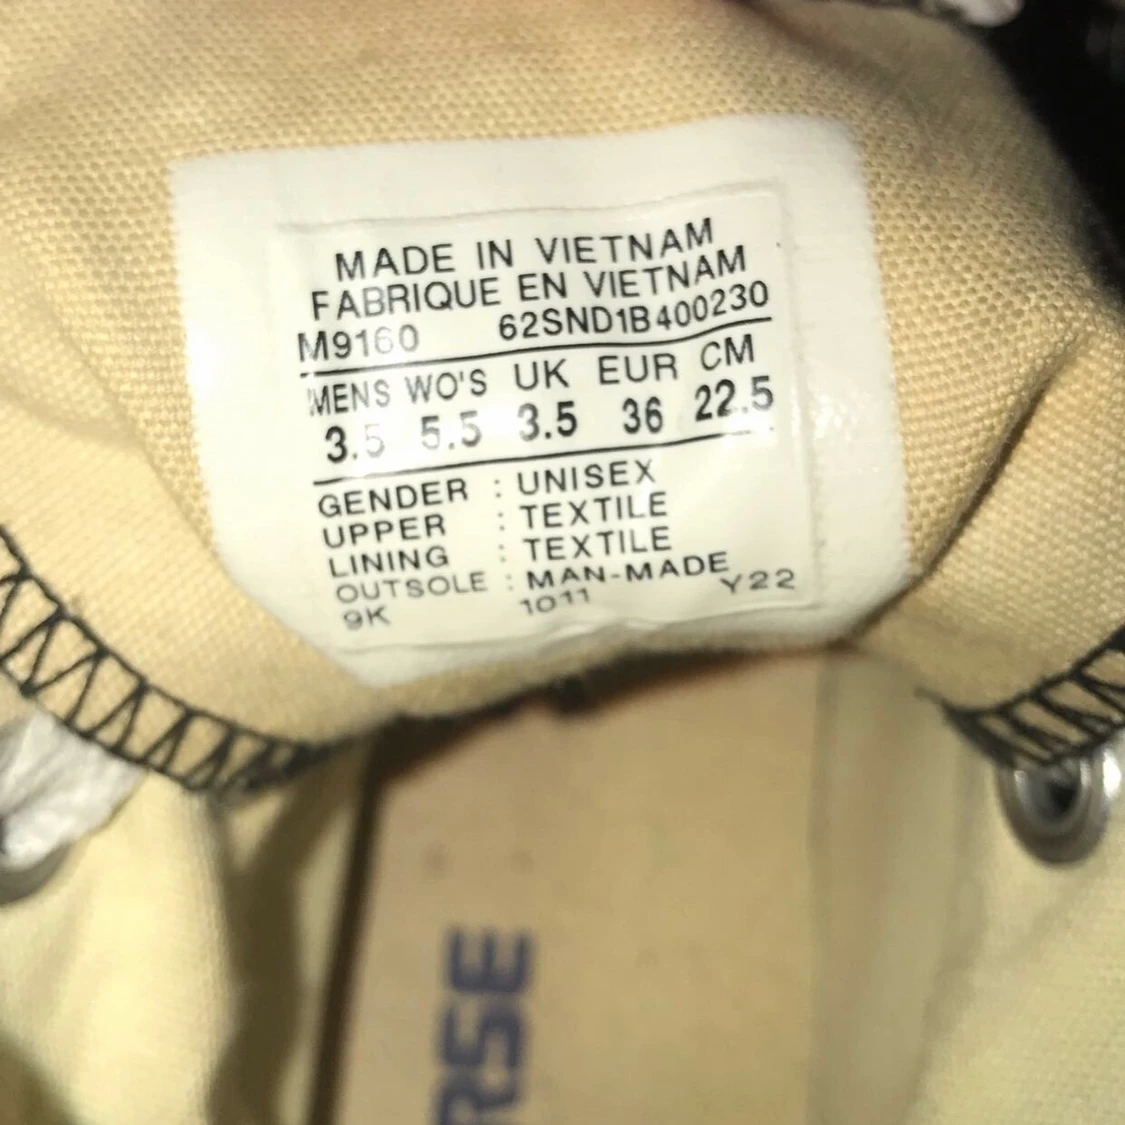 MADE IN VIETNAM
FABRIQUE EN VIETNAM
M9160 62SND1B400230
MENS WO'S UK EUR CM
3.5 5.5 3.5 36 22.5
GENDER : UNISEX
UPPER : TEXTILE
LINING : TEXTILE
OUTSOLE : MAN-MADE
9K 1011 Y22
RSE